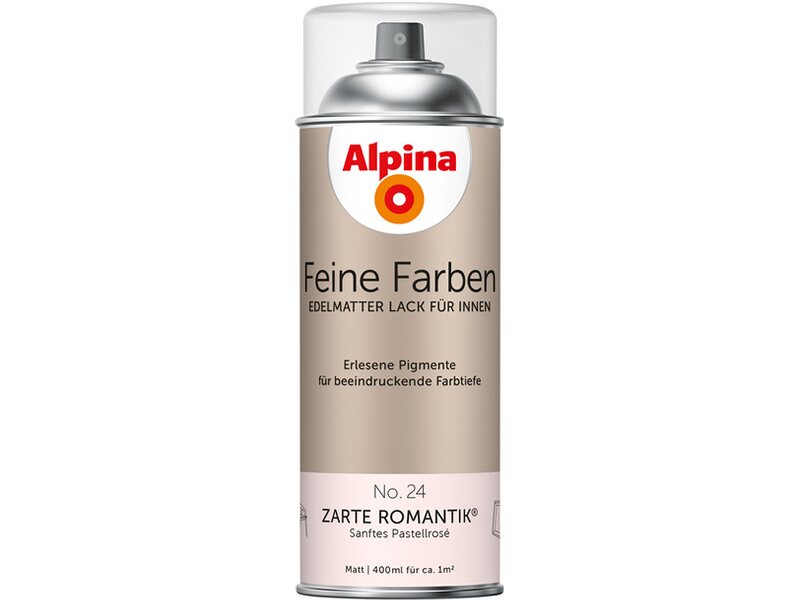 Alpina
Feine Farben
EDELMATTER LACK FÜR INNEN
Erlesene Pigmente
für beeindruckende Farbtiefe
No. 24
ZARTE ROMANTIK®
Sanftes Pastellrosé
Matt | 400ml für ca. 1m²